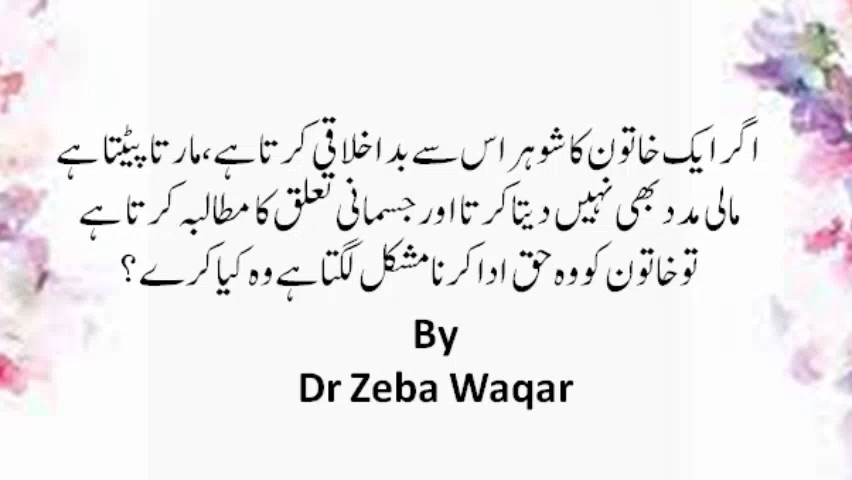 اگر ایک خاتون کا شوہر اس سے بد اخلاقی کرتا ہے، مارتا پیٹتا ہے
مالی مدد بھی نہیں دیتا کرتا اور جسمانی تعلق کا مطالبہ کرتا ہے
تو خاتون کو وہ حق ادا کرنا مشکل لگتا ہے وہ کیا کرے ؟
By
Dr Zeba Waqar